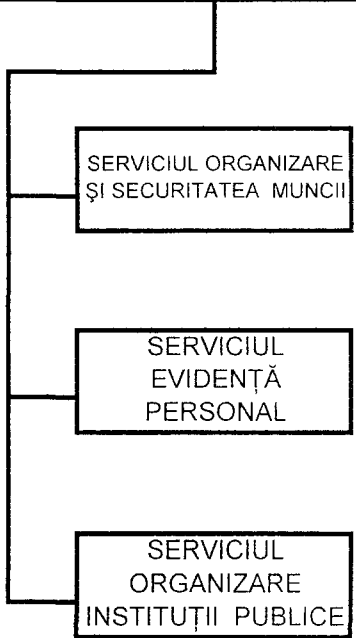 SERVICIUL ORGANIZARE
ŞI SECURITATEA MUNCII
SERVICIUL
EVIDENŢĂ
PERSONAL
SERVICIUL
ORGANIZARE
INSTITUŢII PUBLICE